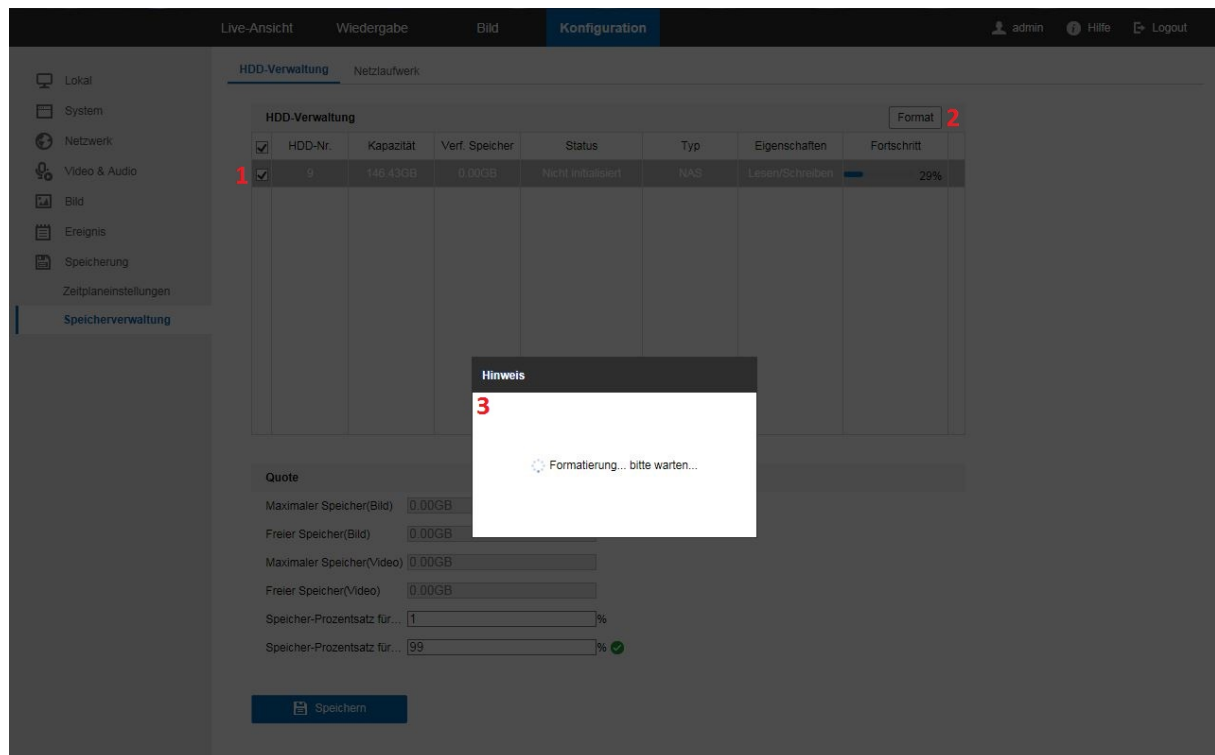 Live-Ansicht Wiedergabe Bild Konfiguration admin Hilfe Logout
Lokal
System
Netzwerk
Video & Audio
Bild
Ereignis
Speicherung
Zeitplaneinstellungen
Speicherverwaltung
HDD-Verwaltung Netzlaufwerk
HDD-Verwaltung Format 2
HDD-Nr. Kapazität Verf. Speicher Status Typ Eigenschaften Fortschritt
1 9 146.43GB 0.00GB Nicht Initialisiert NAS Lesen/Schreiben 29%
Hinweis
3
Formatierung... bitte warten...
Quote
Maximaler Speicher(Bild) 0.00GB
Freier Speicher(Bild) 0.00GB
Maximaler Speicher(Video) 0.00GB
Freier Speicher(Video) 0.00GB
Speicher-Prozentsatz für... 1 %
Speicher-Prozentsatz für... 99 %
Speichern